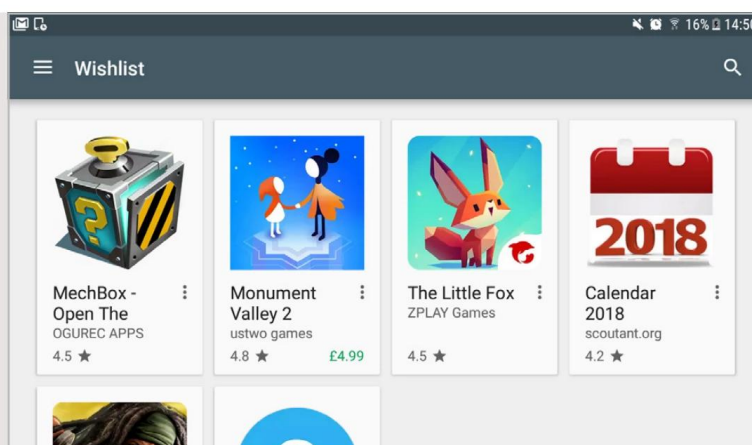 16% 14:50
Wishlist
?
2018
MechBox -
Open The
OGUREC APPS
4.5 ★
Monument
Valley 2
ustwo games
4.8 ★ £4.99
The Little Fox
ZPLAY Games
4.5 ★
Calendar
2018
scoutant.org
4.2 ★